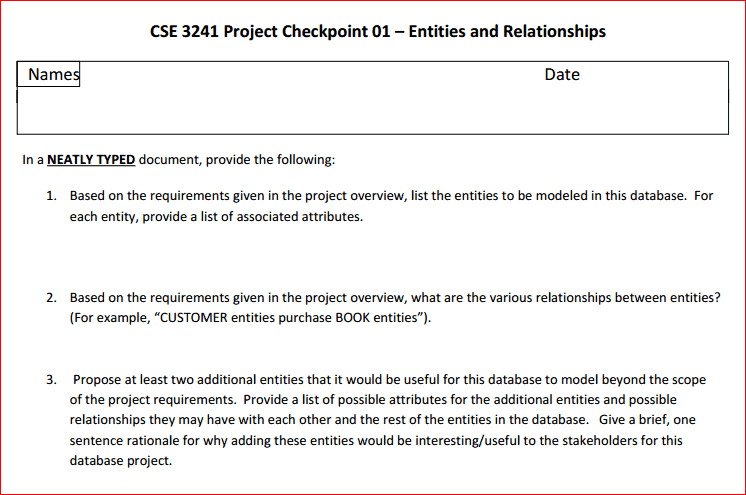 CSE 3241 Project Checkpoint 01 – Entities and Relationships
Names Date
In a NEATLY TYPED document, provide the following:
1. Based on the requirements given in the project overview, list the entities to be modeled in this database. For
each entity, provide a list of associated attributes.
2. Based on the requirements given in the project overview, what are the various relationships between entities?
(For example, “CUSTOMER entities purchase BOOK entities”).
3. Propose at least two additional entities that it would be useful for this database to model beyond the scope
of the project requirements. Provide a list of possible attributes for the additional entities and possible
relationships they may have with each other and the rest of the entities in the database. Give a brief, one
sentence rationale for why adding these entities would be interesting/useful to the stakeholders for this
database project.